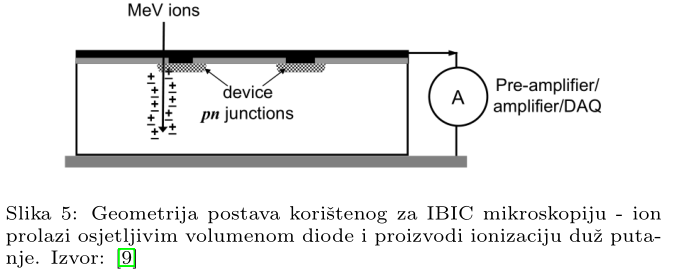 MeV ions
device
pn junctions
A
Pre-amplifier/
amplifier/DAQ
Slika 5: Geometrija postava korištenog za IBIC mikroskopiju - ion
prolazi osjetljivim volumenom diode i proizvodi ionizaciju duž puta-
nje. Izvor: [9]